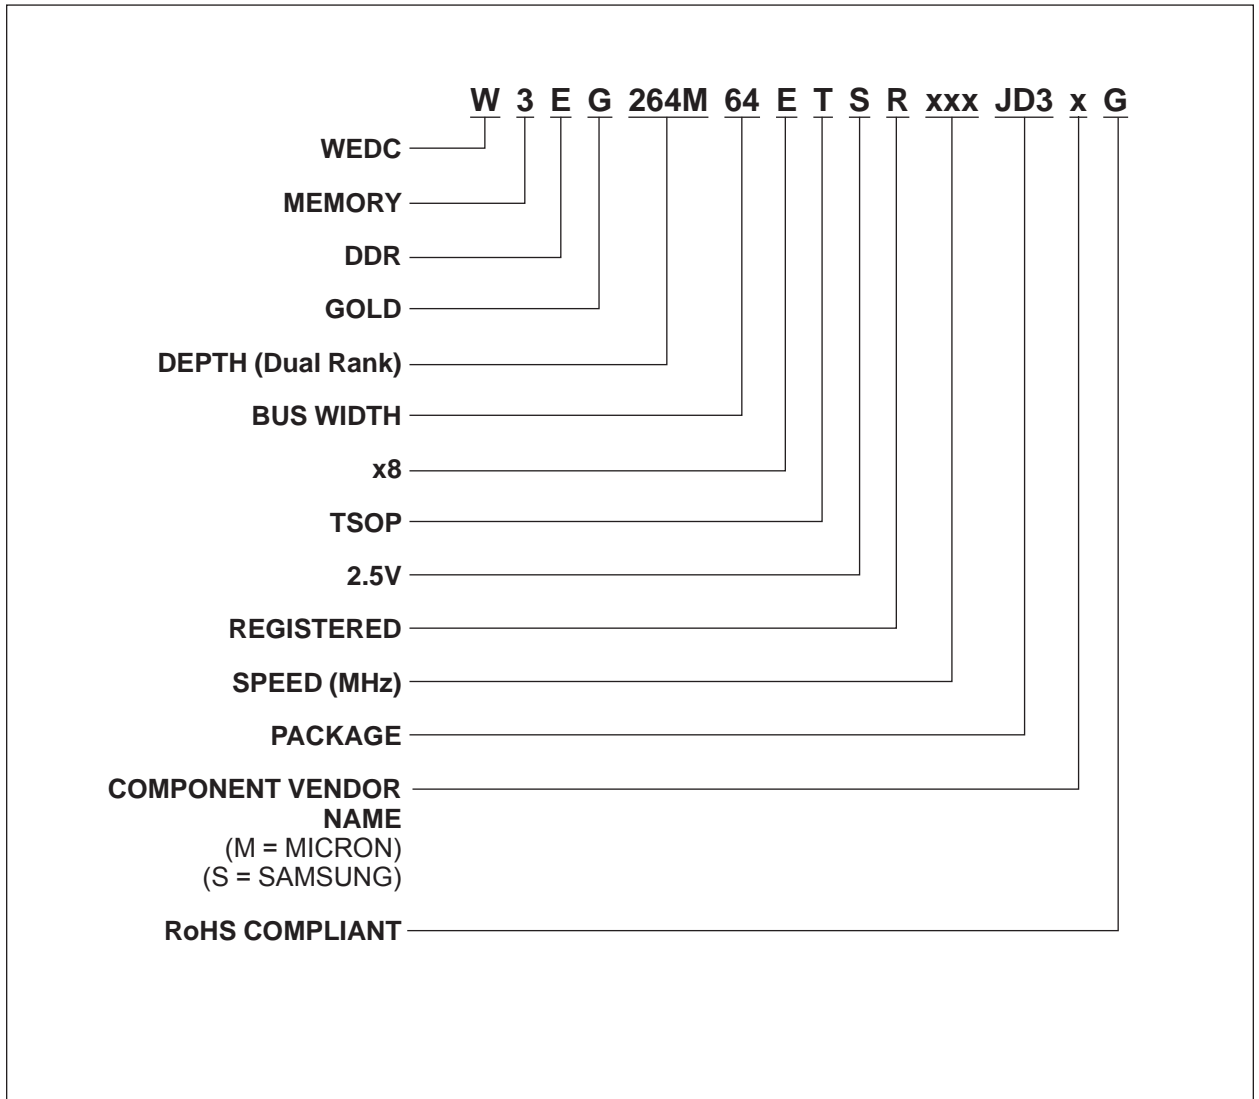 W 3 E G 264M 64 E T S R xxx JD3 x G
WEDC
MEMORY
DDR
GOLD
DEPTH (Dual Rank)
BUS WIDTH
x8
TSOP
2.5V
REGISTERED
SPEED (MHz)
PACKAGE
COMPONENT VENDOR
NAME
(M = MICRON)
(S = SAMSUNG)
RoHS COMPLIANT